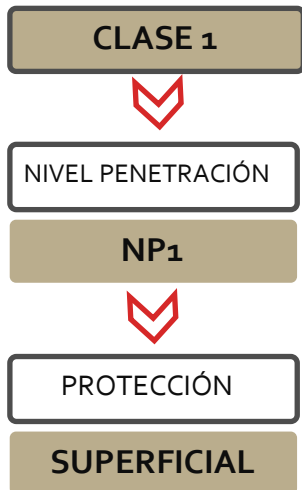 CLASE 1
NIVEL PENETRACIÓN
NP1
PROTECCIÓN
SUPERFICIAL